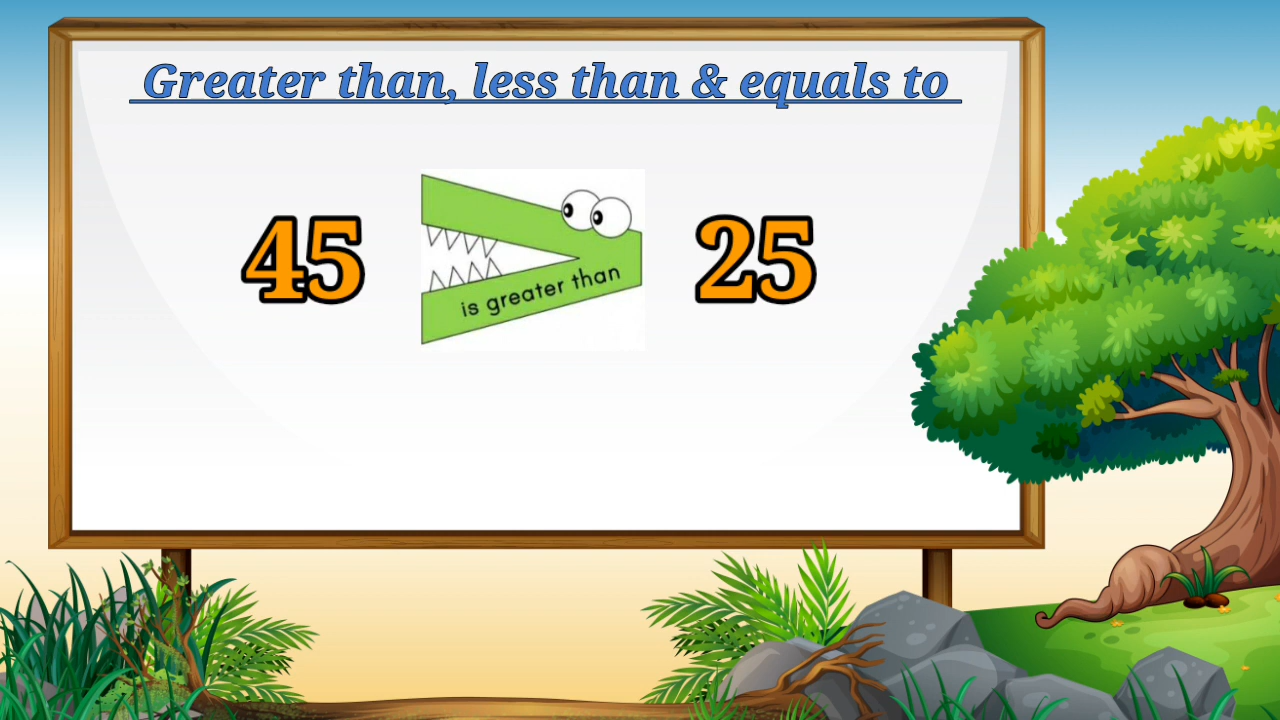 Greater than, less than & equals to
45 is greater than 25